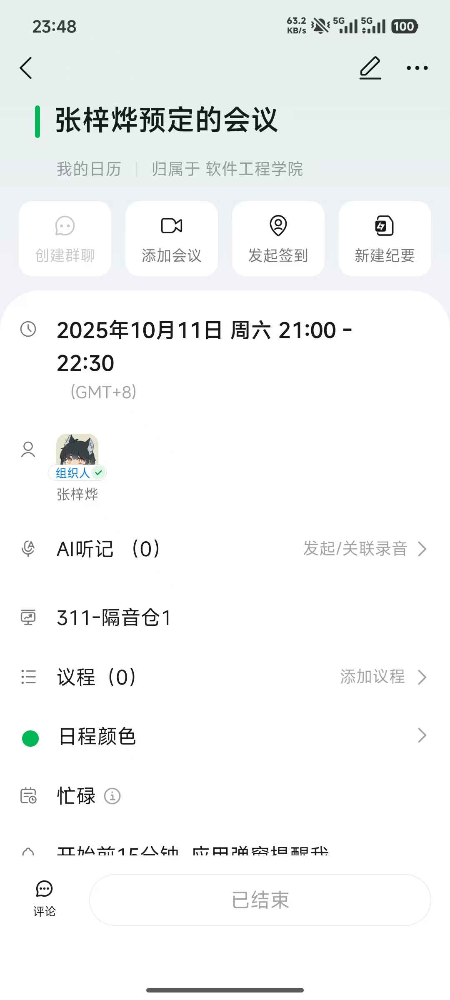 23:48
63.2
KB/s
5G
5G
100
张梓烨预定的会议
我的日历 | 归属于 软件工程学院
创建群聊
添加会议
发起签到
新建纪要
2025年10月11日 周六 21:00 -
22:30
(GMT+8)
组织人
张梓烨
AI听记 (0)
发起/关联录音
311-隔音仓1
议程 (0)
添加议程
日程颜色
忙碌
开始前15分钟 应用弹窗提醒我
评论
已结束